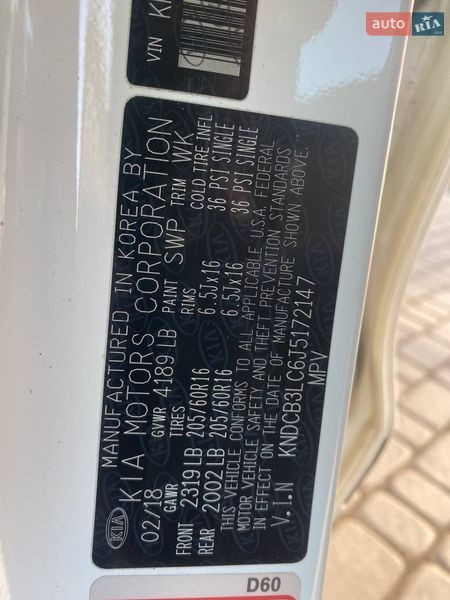 auto RIA .com
VIN K
MANUFACTURED IN KOREA BY
KIA KIA MOTORS CORPORATION
02/18 GVWR 4189 LB PAINT SWP TRIM WK
GAWR TIRES RIMS COLD TIRE INFL
FRONT 2319 LB 205/60R16 6.5Jx16 36 PSI SINGLE
REAR 2002 LB 205/60R16 6.5Jx16 36 PSI SINGLE
THIS VEHICLE CONFORMS TO ALL APPLICABLE U.S.A. FEDERAL
MOTOR VEHICLE SAFETY AND THEFT PREVENTION STANDARDS
IN EFFECT ON THE DATE OF MANUFACTURE SHOWN ABOVE.
V.I.N KNDCB3LC6J5172147
MPV
D60